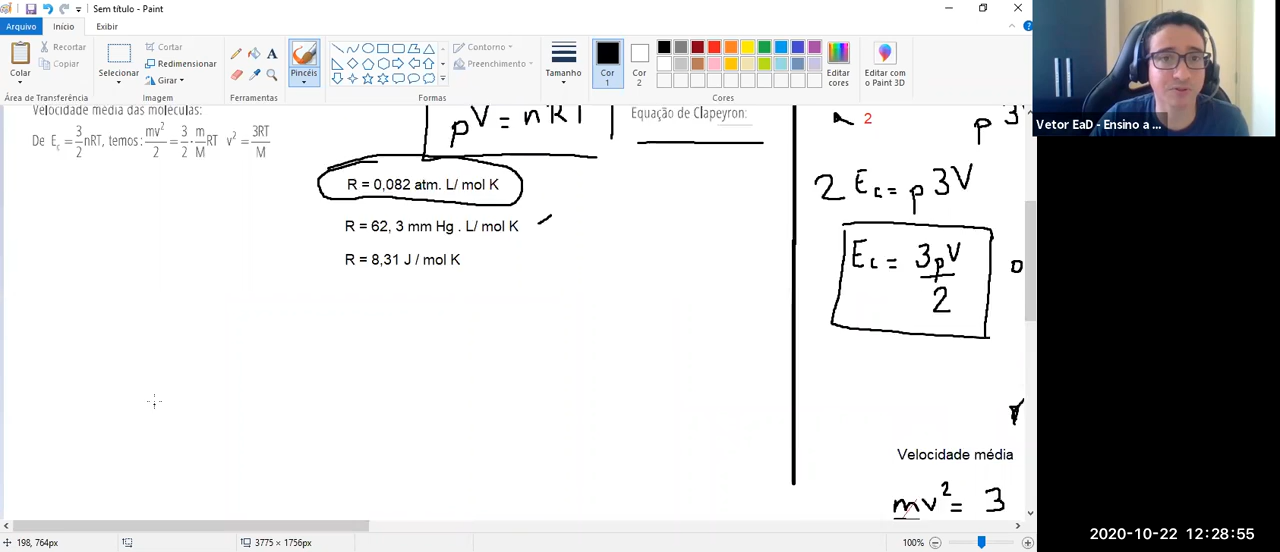 Sem título - Paint
Arquivo
Início
Exibir
Colar
Recortar
Copiar
Área de Transferência
Selecionar
Cortar
Redimensionar
Girar
Imagem
Ferramentas
Pincéis
Contorno
Preenchimento
Formas
Tamanho
Cor 1
Cor 2
Editar cores
Cores
Editar com o Paint 3D
Velocidade média das moléculas:
De E꜀ = 3/2 nRT, temos: mv²/2 = 3/2 · m/M RT v² = 3RT/M
pV = nRT
Equação de Clapeyron:
R = 0,082 atm. L/ mol K
R = 62, 3 mm Hg . L/ mol K
R = 8,31 J / mol K
2
p 3
2 Ec = p 3V
Ec = 3pV/2
o
Velocidade média
mv² = 3
Vetor EaD - Ensino a ...
198, 764px
3775 × 1756px
100%
2020-10-22 12:28:55